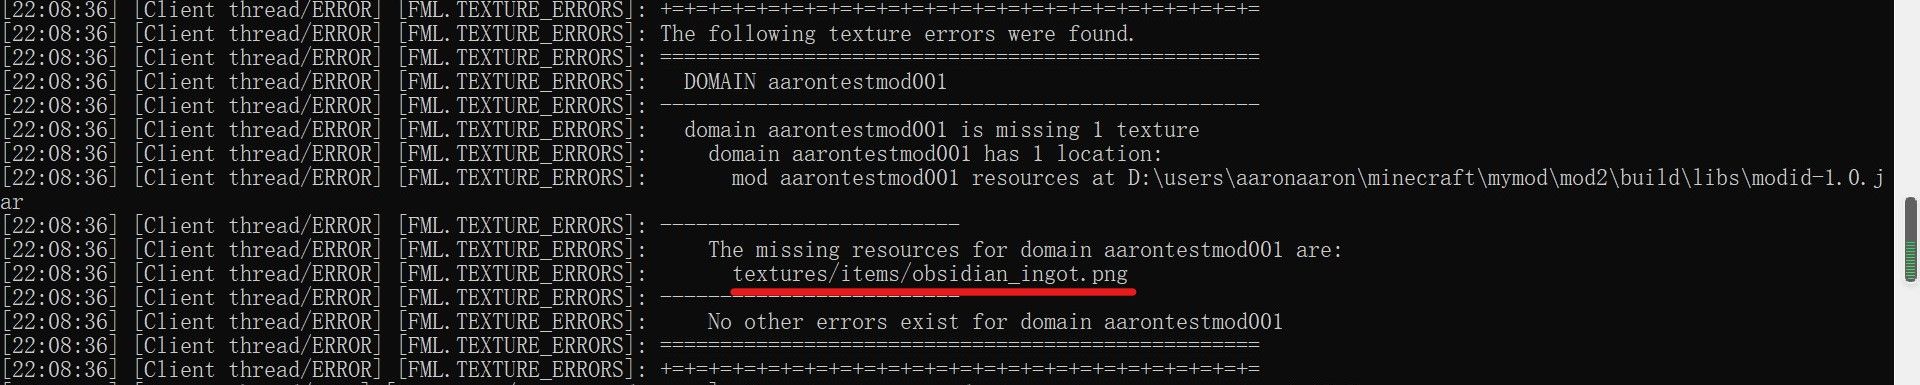 [22:08:36] [Client thread/ERROR] [FML.TEXTURE_ERRORS]: +=+=+=+=+=+=+=+=+=+=+=+=+=+=+=+=+=+=+=+=+=+=+=+=+=
[22:08:36] [Client thread/ERROR] [FML.TEXTURE_ERRORS]: The following texture errors were found.
[22:08:36] [Client thread/ERROR] [FML.TEXTURE_ERRORS]: ==================================================
[22:08:36] [Client thread/ERROR] [FML.TEXTURE_ERRORS]:   DOMAIN aarontestmod001
[22:08:36] [Client thread/ERROR] [FML.TEXTURE_ERRORS]: --------------------------------------------------
[22:08:36] [Client thread/ERROR] [FML.TEXTURE_ERRORS]:   domain aarontestmod001 is missing 1 texture
[22:08:36] [Client thread/ERROR] [FML.TEXTURE_ERRORS]:     domain aarontestmod001 has 1 location:
[22:08:36] [Client thread/ERROR] [FML.TEXTURE_ERRORS]:       mod aarontestmod001 resources at D:\users\aaronaaron\minecraft\mymod\mod2\build\libs\modid-1.0.j
ar
[22:08:36] [Client thread/ERROR] [FML.TEXTURE_ERRORS]: -------------------------
[22:08:36] [Client thread/ERROR] [FML.TEXTURE_ERRORS]:     The missing resources for domain aarontestmod001 are:
[22:08:36] [Client thread/ERROR] [FML.TEXTURE_ERRORS]:       textures/items/obsidian_ingot.png
[22:08:36] [Client thread/ERROR] [FML.TEXTURE_ERRORS]: -------------------------
[22:08:36] [Client thread/ERROR] [FML.TEXTURE_ERRORS]:     No other errors exist for domain aarontestmod001
[22:08:36] [Client thread/ERROR] [FML.TEXTURE_ERRORS]: ==================================================
[22:08:36] [Client thread/ERROR] [FML.TEXTURE_ERRORS]: +=+=+=+=+=+=+=+=+=+=+=+=+=+=+=+=+=+=+=+=+=+=+=+=+=